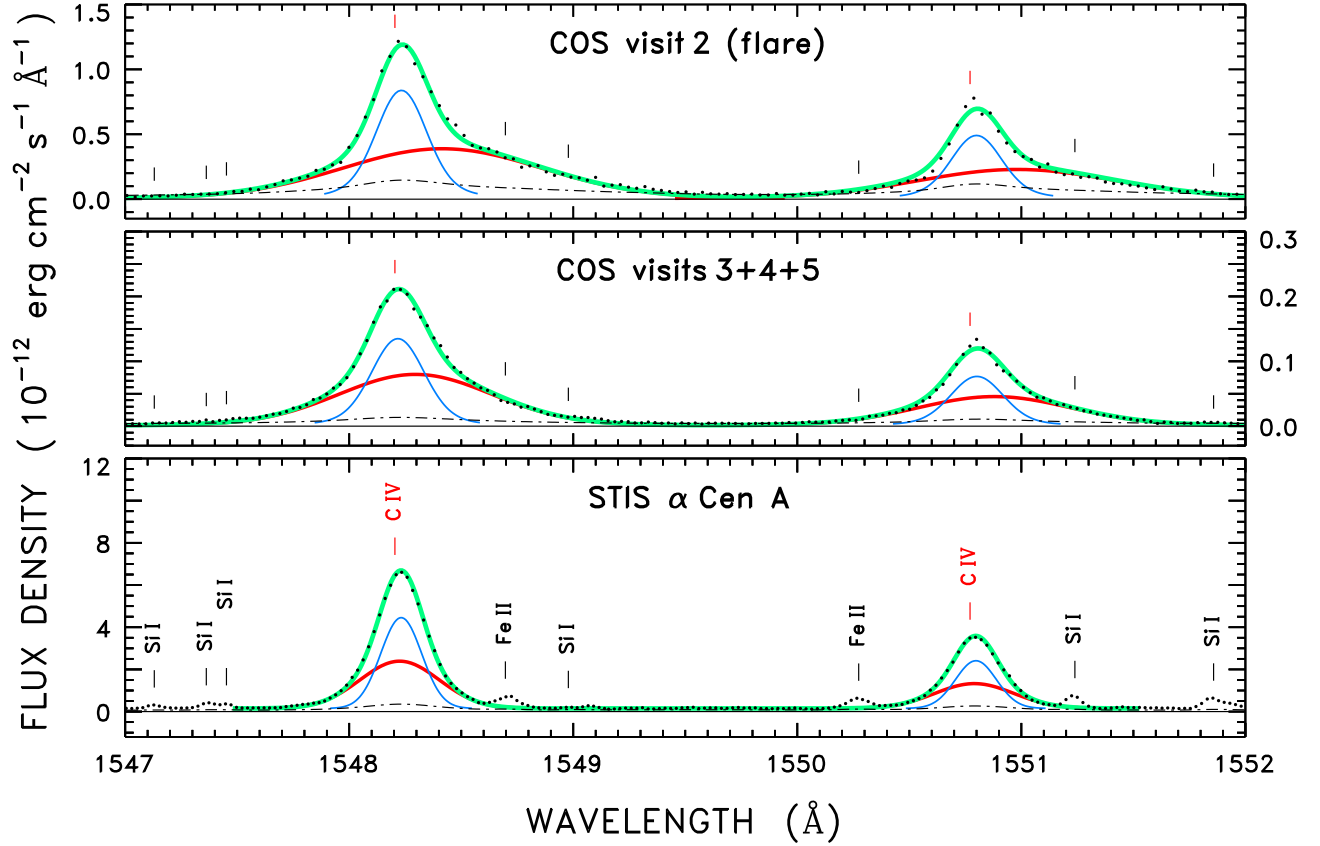 COS visit 2 (flare)
1.5
1.0
0.5
0.0
COS visits 3+4+5
0.3
0.2
0.1
0.0
STIS α Cen A
12
8
4
0
Si I
Si I
Si I
C IV
Fe II
Si I
Fe II
C IV
Si I
Si I
1547
1548
1549
1550
1551
1552
WAVELENGTH (Å)
FLUX DENSITY (10⁻¹² erg cm⁻² s⁻¹ Å⁻¹)